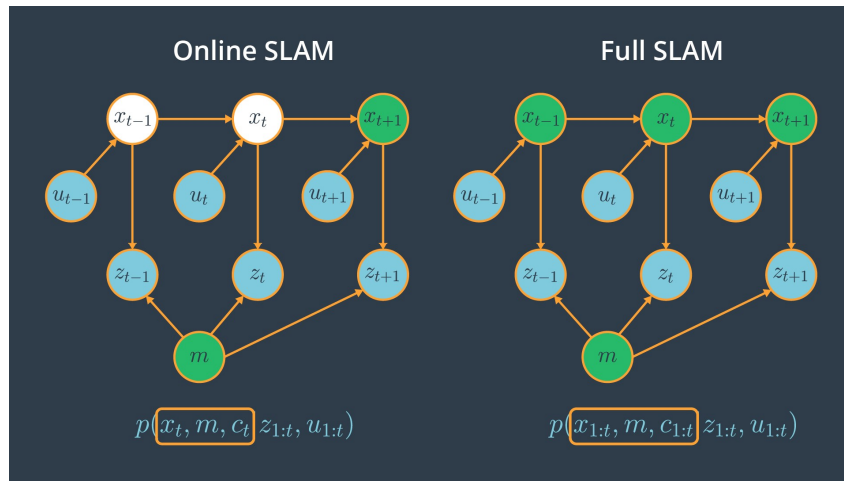 Online SLAM
x_{t-1}
x_t
x_{t+1}
u_{t-1}
u_t
u_{t+1}
z_{t-1}
z_t
z_{t+1}
m
p(x_t, m, c_t z_{1:t}, u_{1:t})
Full SLAM
x_{t-1}
x_t
x_{t+1}
u_{t-1}
u_t
u_{t+1}
z_{t-1}
z_t
z_{t+1}
m
p(x_{1:t}, m, c_{1:t} z_{1:t}, u_{1:t})